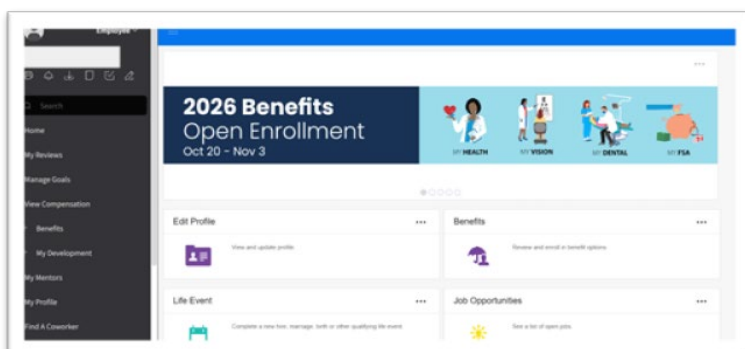 Employee
Search
Home
My Reviews
Manage Goals
View Compensation
Benefits
My Development
My Mentors
My Profile
Find A Coworker
2026 Benefits
Open Enrollment
Oct 20 - Nov 3
MY HEALTH
MY VISION
MY DENTAL
MY FSA
Edit Profile
View and update profile
Benefits
Review and enroll in benefit options
Life Event
Complete a new hire, marriage, birth or other qualifying life event
Job Opportunities
See a list of open jobs.